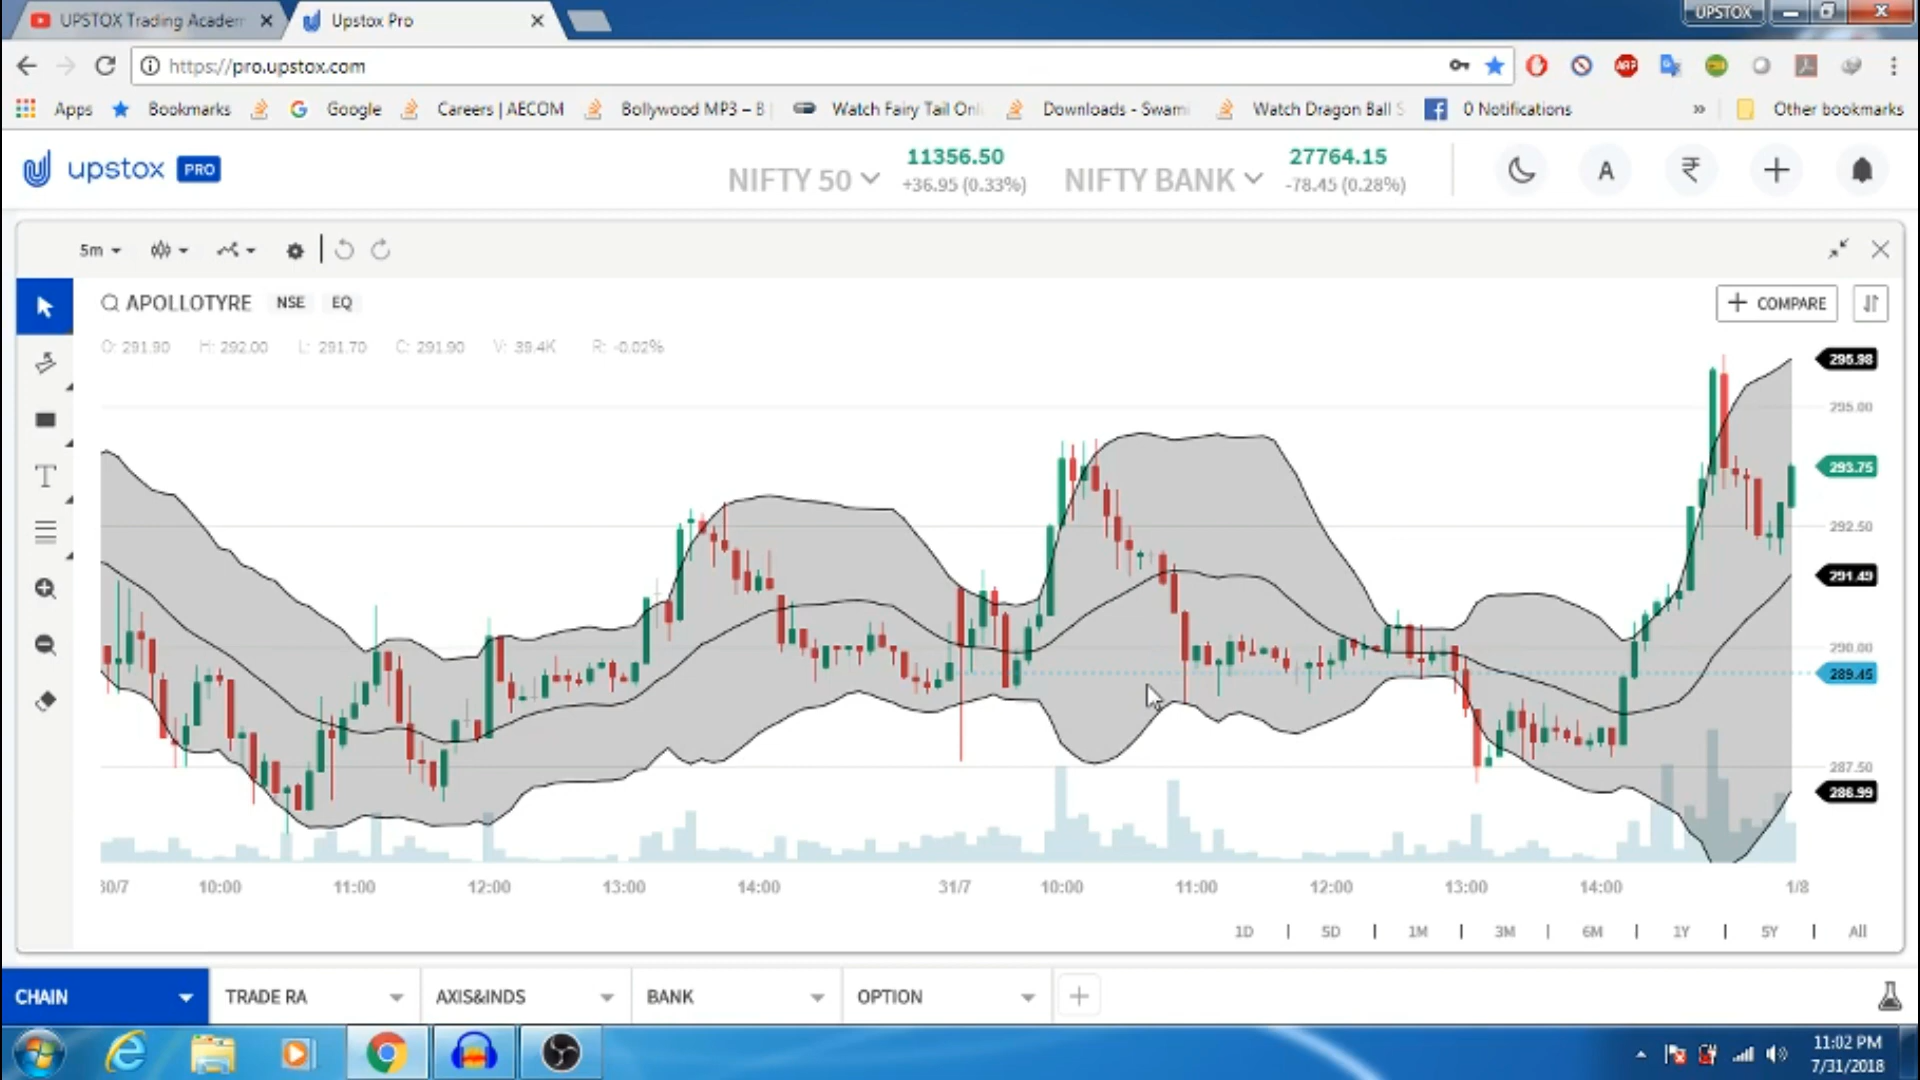 UPSTOX Trading Academ
Upstox Pro
UPSTOX
https://pro.upstox.com
ABP
Apps
Bookmarks
Google
Careers | AECOM
Bollywood MP3 – B
Watch Fairy Tail Onl
Downloads - Swami
Watch Dragon Ball S
0 Notifications
»
Other bookmarks
upstox PRO
NIFTY 50
11356.50
+36.95 (0.33%)
NIFTY BANK
27764.15
-78.45 (0.28%)
A
₹
5m
APOLLOTYRE NSE EQ
+ COMPARE
O: 291.90 H: 292.00 L: 291.70 C: 291.90 V: 39.4K R: -0.02%
T
295.98
295.00
293.75
292.50
291.49
290.00
289.45
287.50
286.99
30/7 10:00 11:00 12:00 13:00 14:00 31/7 10:00 11:00 12:00 13:00 14:00 1/8
1D | 5D | 1M | 3M | 6M | 1Y | 5Y | All
CHAIN TRADE RA AXIS&INDS BANK OPTION +
11:02 PM
7/31/2018